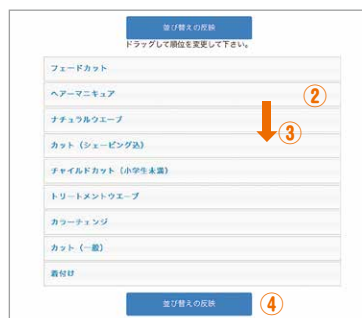 並び替えの反映
ドラッグして順位を変更して下さい。
フェードカット
ヘアーマニキュア
②
ナチュラルウエーブ
③
カット（シェービング込）
チャイルドカット（小学生未満）
トリートメントウエーブ
カラーチェンジ
カット（一般）
着付け
並び替えの反映
④